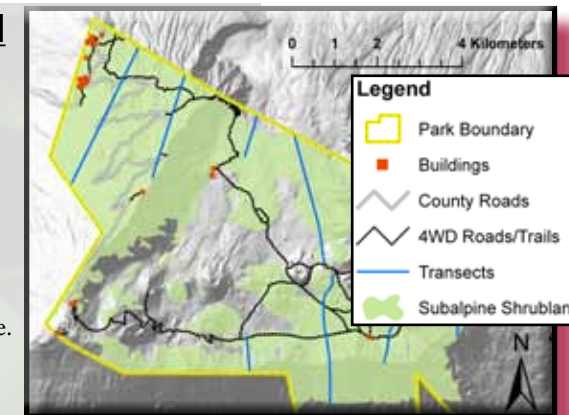 0 1 2 4 Kilometers
Legend
Park Boundary
Buildings
County Roads
4WD Roads/Trails
Transects
Subalpine Shrublan
e.
N